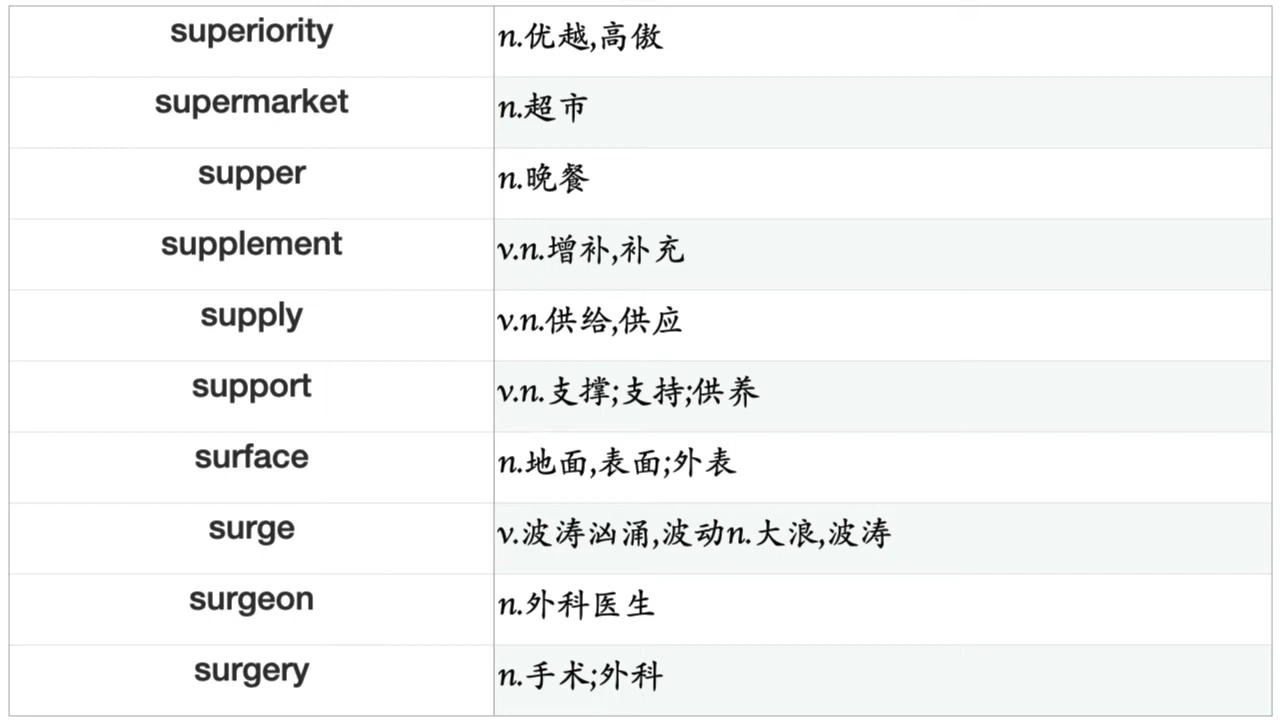 superiority n.优越,高傲
supermarket n.超市
supper n.晚餐
supplement v.n.增补,补充
supply v.n.供给,供应
support v.n.支撑;支持;供养
surface n.地面,表面;外表
surge v.波涛汹涌,波动n.大浪,波涛
surgeon n.外科医生
surgery n.手术;外科